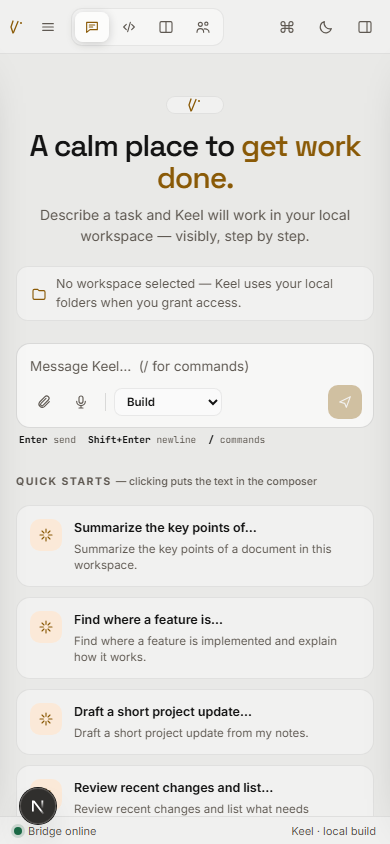 A calm place to get work
done.
Describe a task and Keel will work in your local
workspace — visibly, step by step.
No workspace selected — Keel uses your local
folders when you grant access.
Message Keel... (/ for commands)
Build
Enter send Shift+Enter newline / commands
QUICK STARTS — clicking puts the text in the composer
Summarize the key points of...
Summarize the key points of a document in this
workspace.
Find where a feature is...
Find where a feature is implemented and explain
how it works.
Draft a short project update...
Draft a short project update from my notes.
Review recent changes and list...
Review recent changes and list what needs
N
Bridge online
Keel · local build